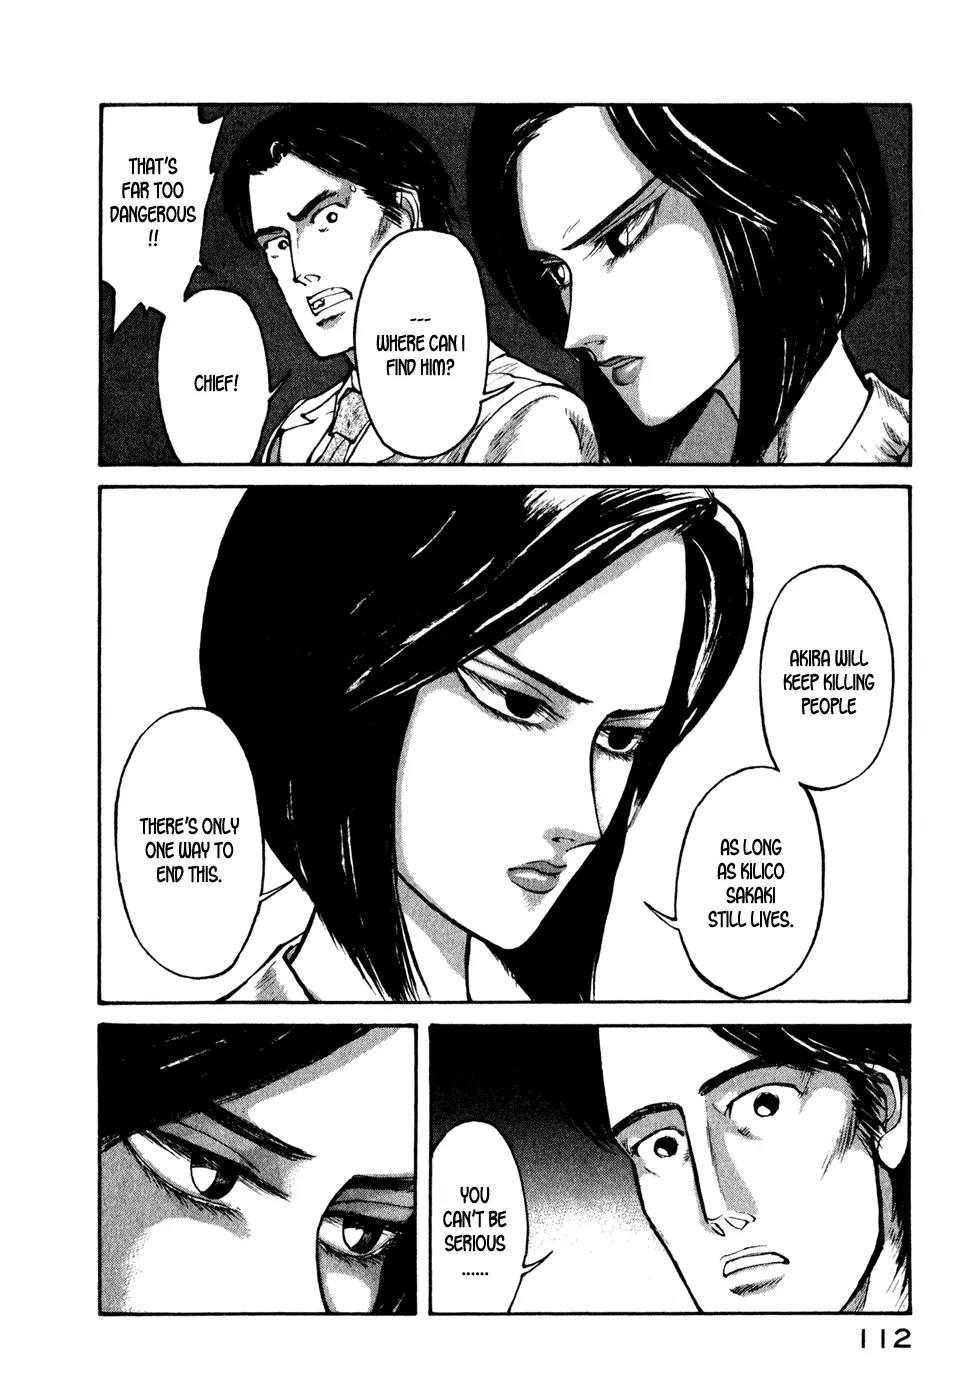 ---
WHERE CAN I
FIND HIM?
CHIEF!
THAT'S
FAR TOO
DANGEROUS
!!
AKIRA WILL
KEEP KILLING
PEOPLE
AS LONG
AS KILICO
SAKAKI
STILL LIVES.
THERE'S ONLY
ONE WAY TO
END THIS.
YOU
CAN'T BE
SERIOUS
......
112